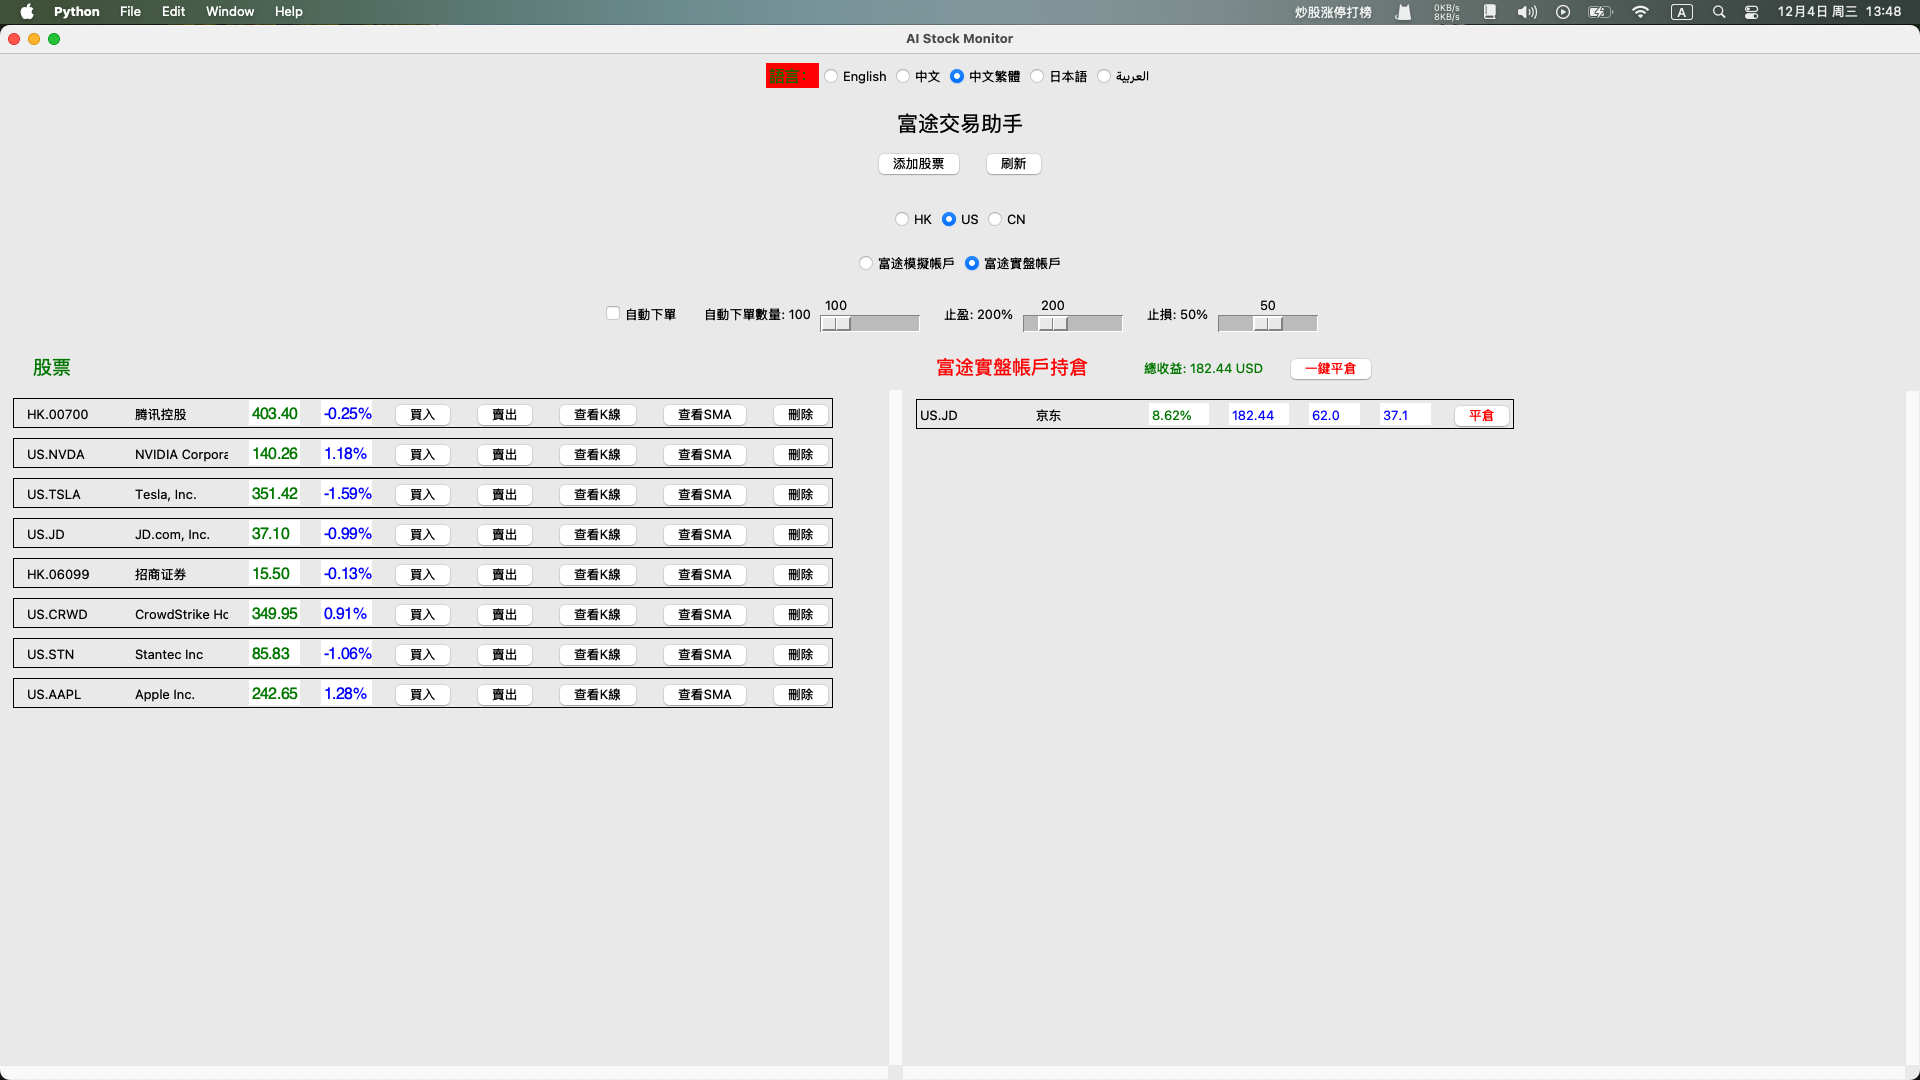 Python File Edit Window Help 炒股涨停打榜 0KB/s 8KB/s A 12月4日 周三 13:48
AI Stock Monitor
語言： English 中文 中文繁體 日本語 العربية
富途交易助手
添加股票 刷新
HK US CN
富途模擬帳戶 富途實盤帳戶
自動下單 自動下單數量: 100 100 止盈: 200% 200 止損: 50% 50
股票 富途實盤帳戶持倉 總收益: 182.44 USD 一鍵平倉
HK.00700 腾讯控股 403.40 -0.25% 買入 賣出 查看K線 查看SMA 刪除
US.JD 京东 8.62% 182.44 62.0 37.1 平倉
US.NVDA NVIDIA Corpora 140.26 1.18% 買入 賣出 查看K線 查看SMA 刪除
US.TSLA Tesla, Inc. 351.42 -1.59% 買入 賣出 查看K線 查看SMA 刪除
US.JD JD.com, Inc. 37.10 -0.99% 買入 賣出 查看K線 查看SMA 刪除
HK.06099 招商证券 15.50 -0.13% 買入 賣出 查看K線 查看SMA 刪除
US.CRWD CrowdStrike Ho 349.95 0.91% 買入 賣出 查看K線 查看SMA 刪除
US.STN Stantec Inc 85.83 -1.06% 買入 賣出 查看K線 查看SMA 刪除
US.AAPL Apple Inc. 242.65 1.28% 買入 賣出 查看K線 查看SMA 刪除